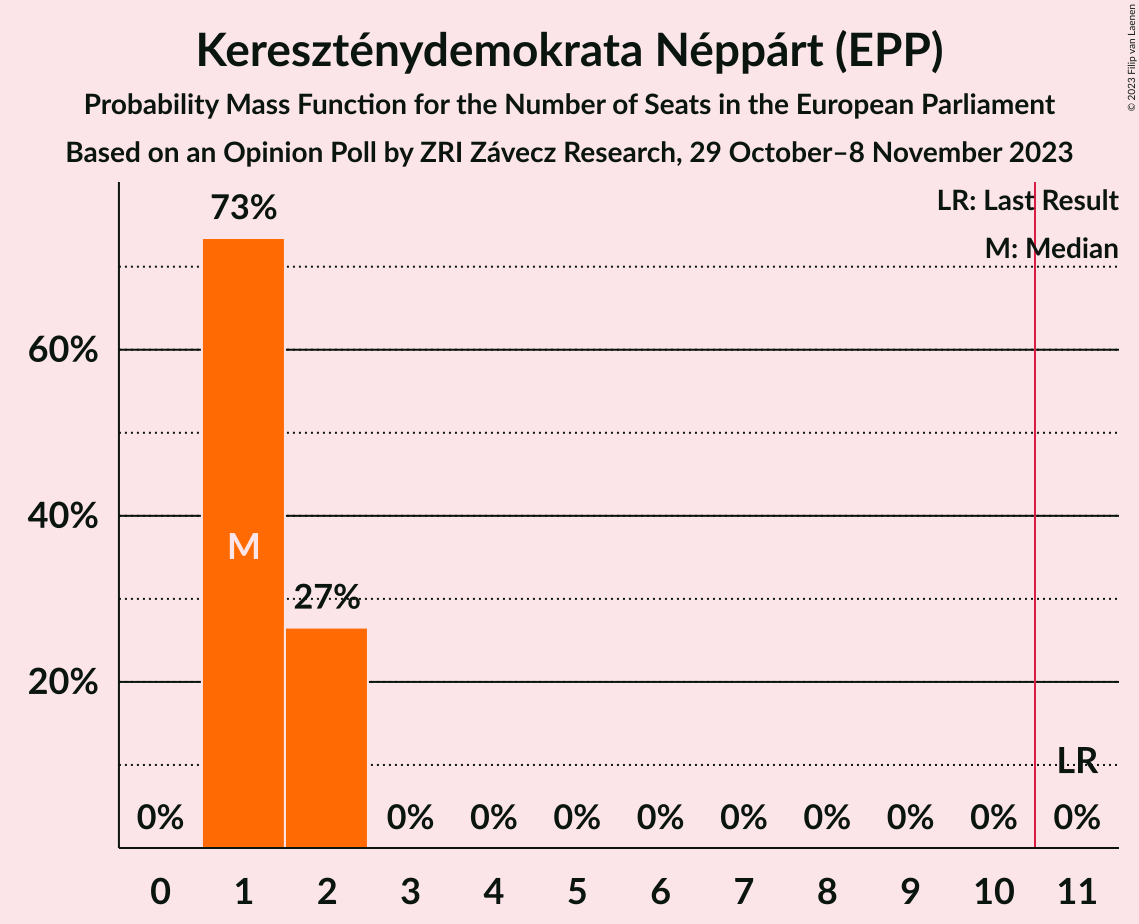 Kereszténydemokrata Néppárt (EPP)
Probability Mass Function for the Number of Seats in the European Parliament
Based on an Opinion Poll by ZRI Závecz Research, 29 October–8 November 2023
© 2023 Filip van Laenen
LR: Last Result
M: Median
73%
60%
40%
M
27%
20%
LR
0% 0% 0% 0% 0% 0% 0% 0% 0% 0%
0 1 2 3 4 5 6 7 8 9 10 11